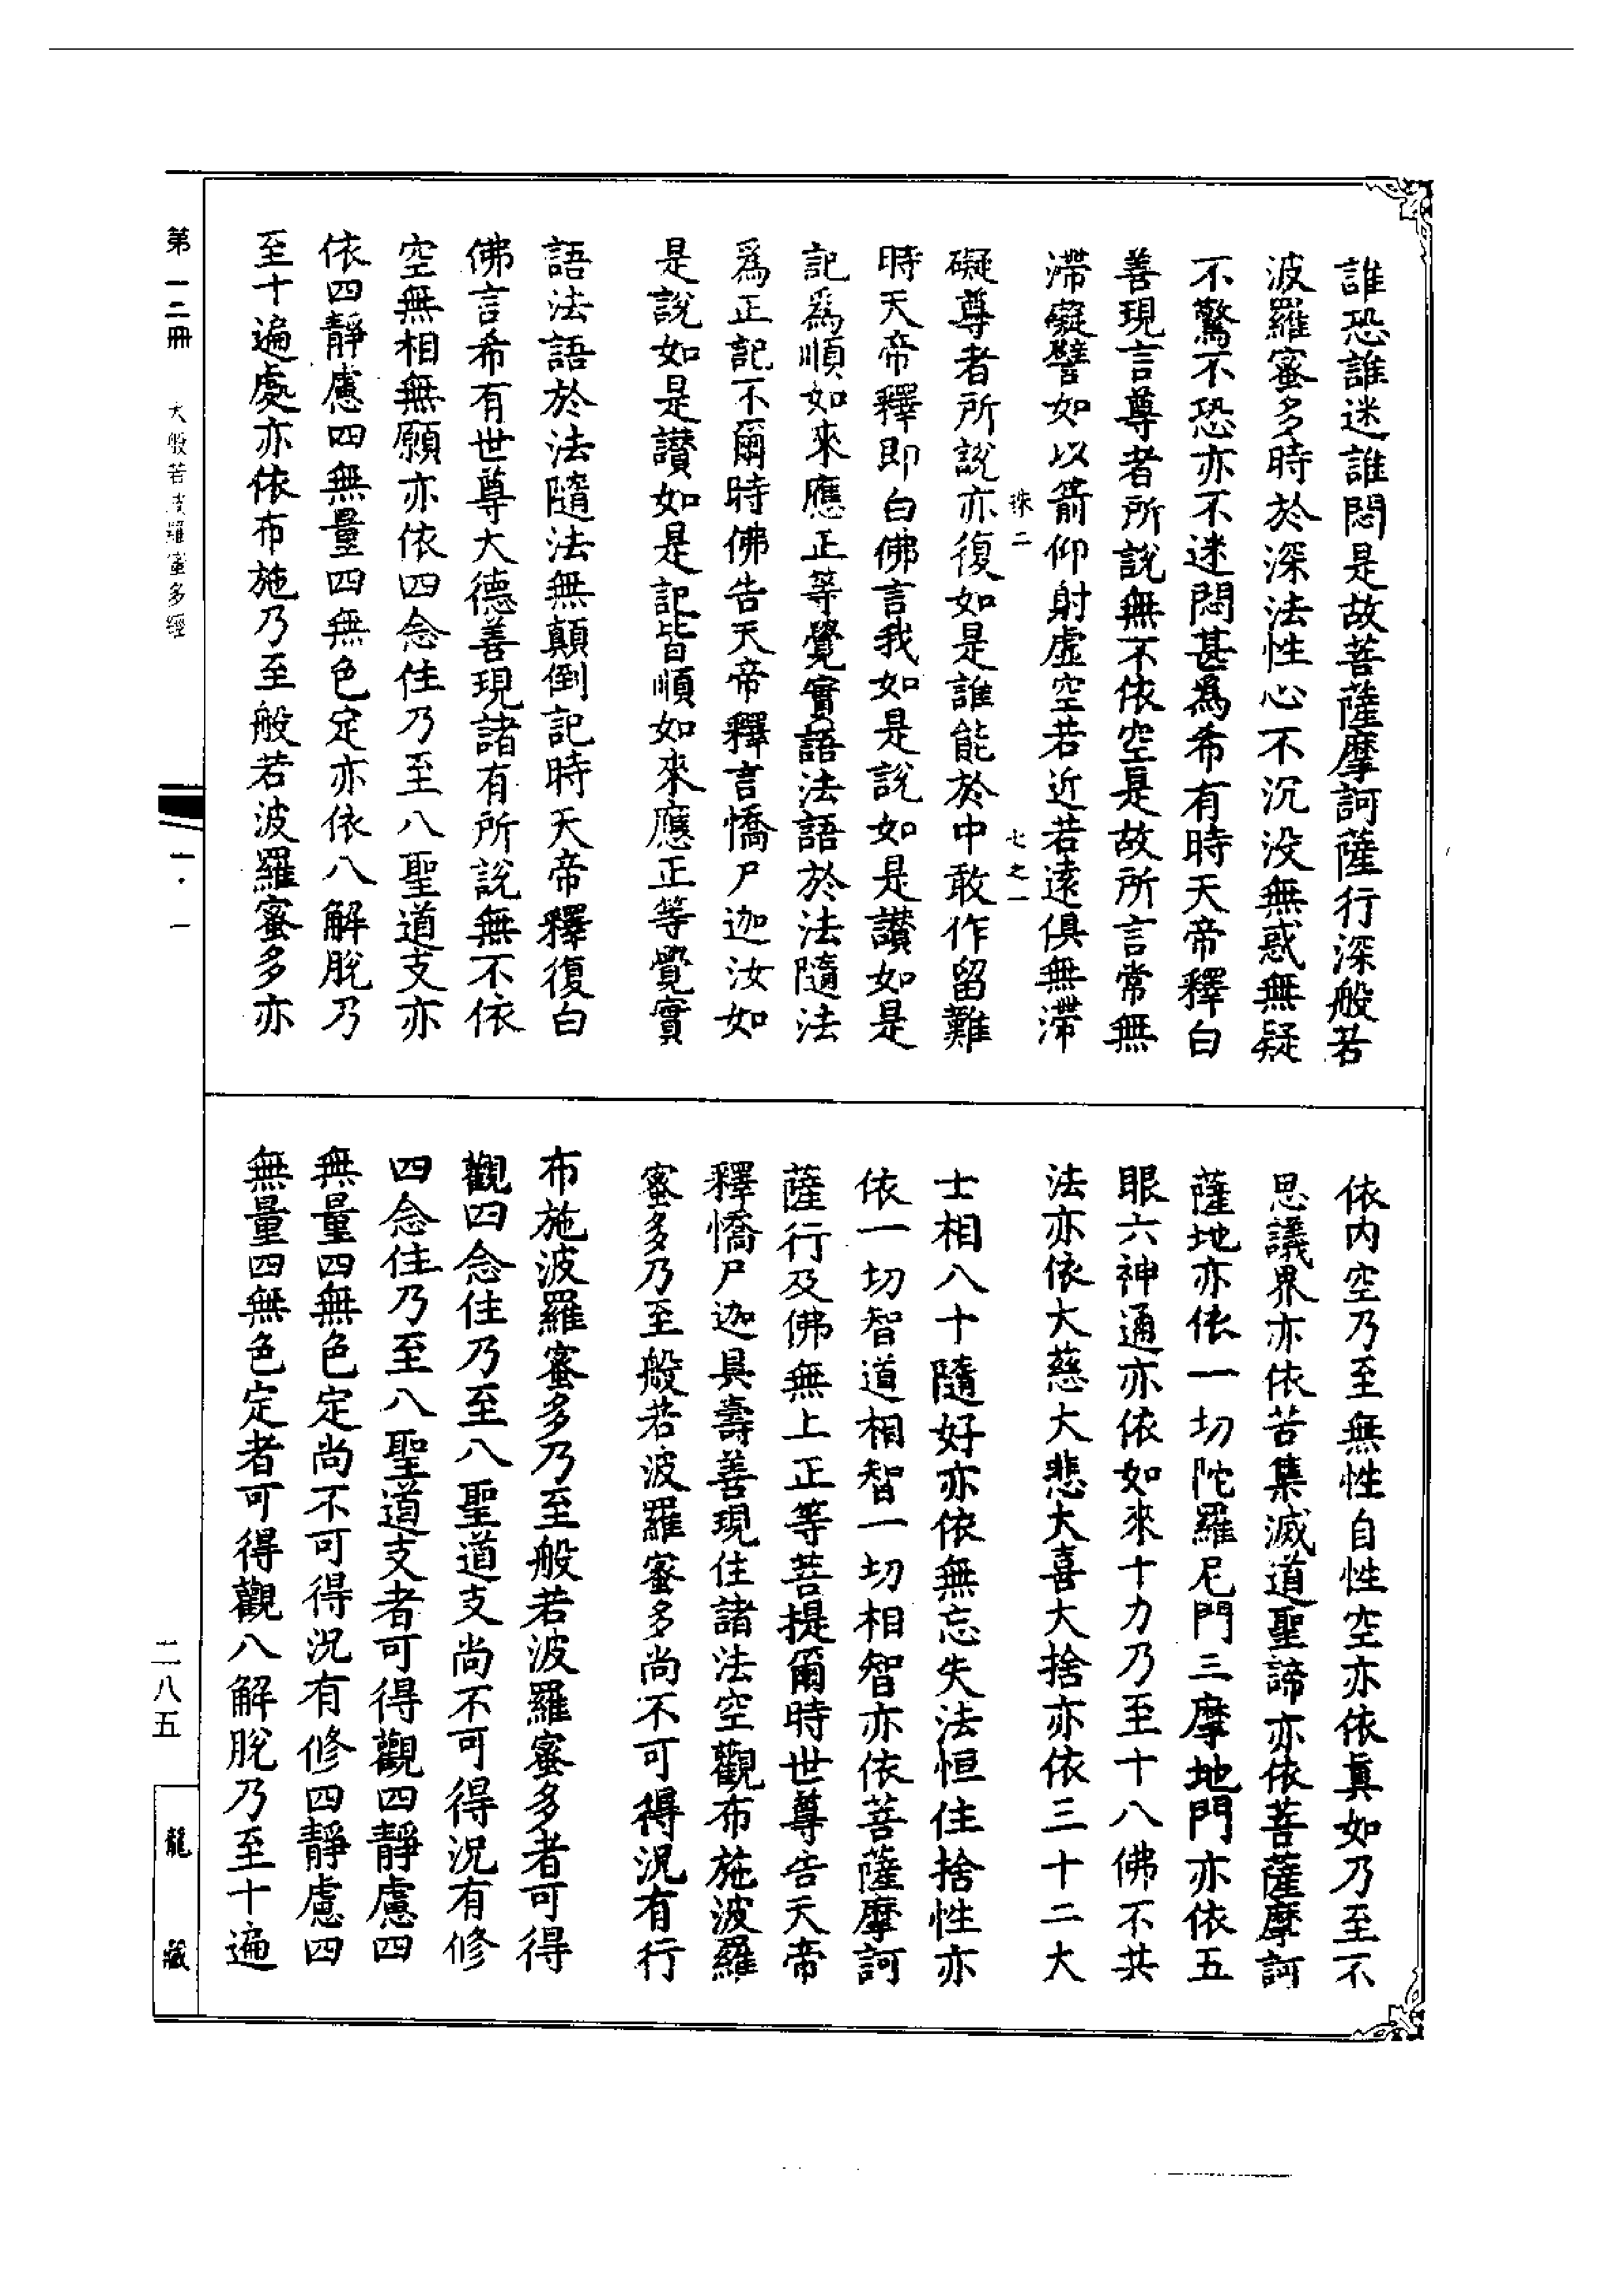 誰恐誰迷誰悶是故菩薩摩訶薩行深般若
波羅蜜多時於深法性心不沉没無惑無疑
不驚不恐亦不迷悶甚爲希有時天帝釋白
善現言尊者所說無不依空是故所言常無
滯礙譬如以箭仰射虚空若近若遠俱無滯
礙尊者所說亦復如是誰能於中敢作留難
時天帝釋即白佛言我如是說如是讃如是
記爲順如來應正等覺實語法語於法隨法
爲正記不爾時佛告天帝釋言憍尸迦汝如
是說如是讃如是記皆順如來應正等覺實
語法語於法隨法無顛倒記時天帝釋復白
佛言希有世尊大德善現諸有所說無不依
空無相無願亦依四念住乃至八聖道支亦
依四靜慮四無量四無色定亦依八解脫乃
至十遍處亦依布施乃至般若波羅蜜多亦
依内空乃至無性自性空亦依真如乃至不
思議界亦依苦集滅道聖諦亦依菩薩摩訶
薩地亦依一切陀羅尼門三摩地門亦依五
眼六神通亦依如來十力乃至十八佛不共
法亦依大慈大悲大喜大捨亦依三十二大
士相八十隨好亦依無忘失法恒住捨性亦
依一切智道相智一切相智亦依菩薩摩訶
薩行及佛無上正等菩提爾時世尊告天帝
釋憍尸迦具壽善現住諸法空觀布施波羅
蜜多乃至般若波羅蜜多尚不可得況有行
布施波羅蜜多乃至般若波羅蜜多者可得
觀四念住乃至八聖道支尚不可得況有修
四念住乃至八聖道支者可得觀四靜慮四
無量四無色定尚不可得況有修四靜慮四
無量四無色定者可得觀八解脫乃至十遍
第一二冊
大般若波羅蜜多經
二八五
龍藏